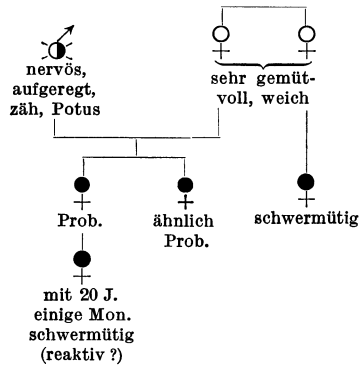 nervös,
aufgeregt,
zäh, Potus
sehr gemüt-
voll, weich
Prob.
ähnlich
Prob.
schwermütig
mit 20 J.
einige Mon.
schwermütig
(reaktiv ?)